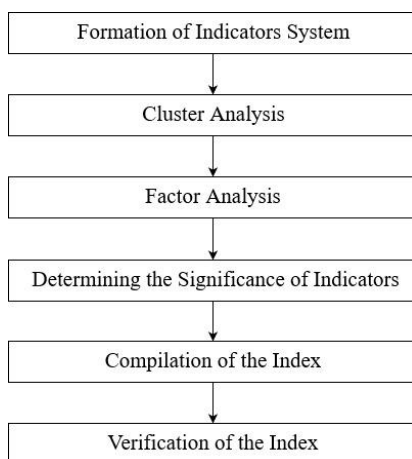 Formation of Indicators System
Cluster Analysis
Factor Analysis
Determining the Significance of Indicators
Compilation of the Index
Verification of the Index